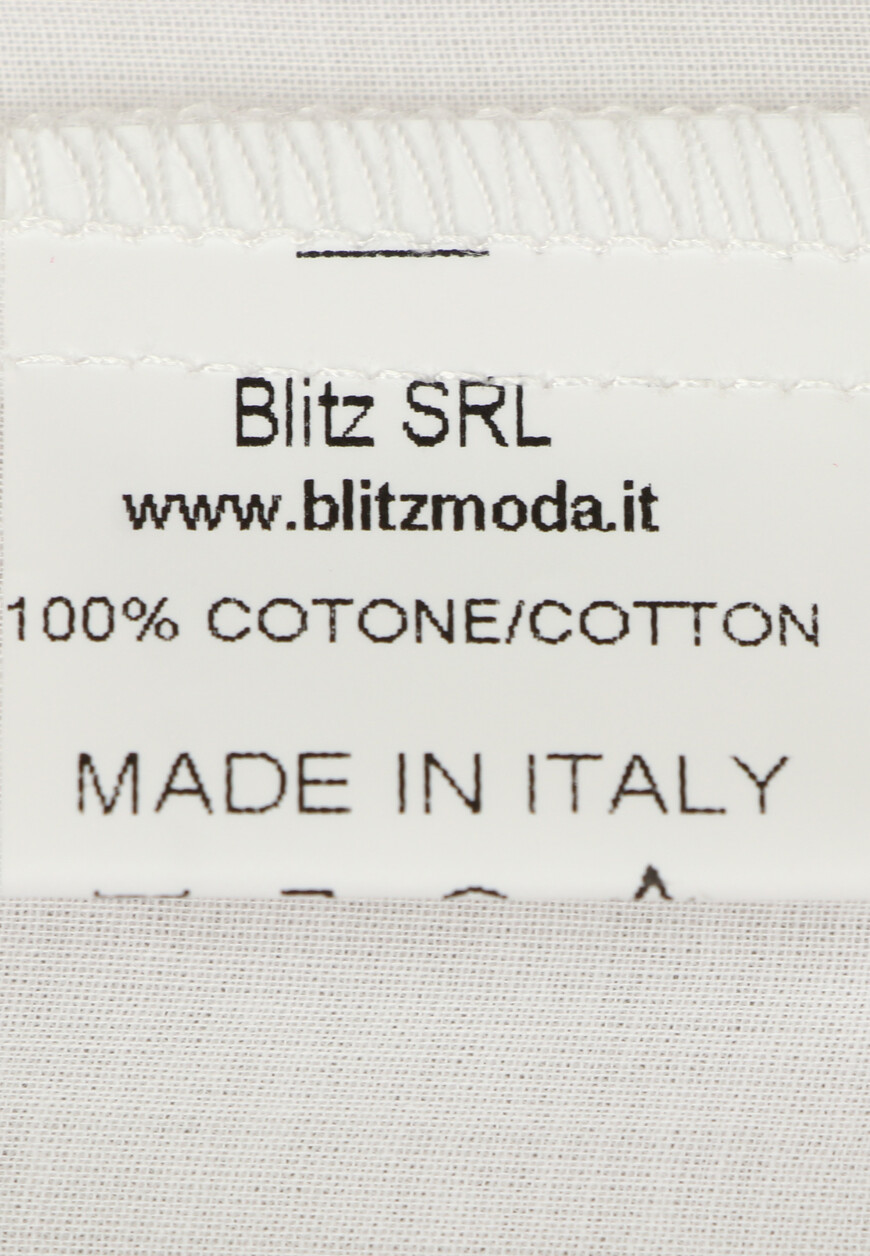 Blitz SRL
www.blitzmoda.it
100% COTONE/COTTON
MADE IN ITALY